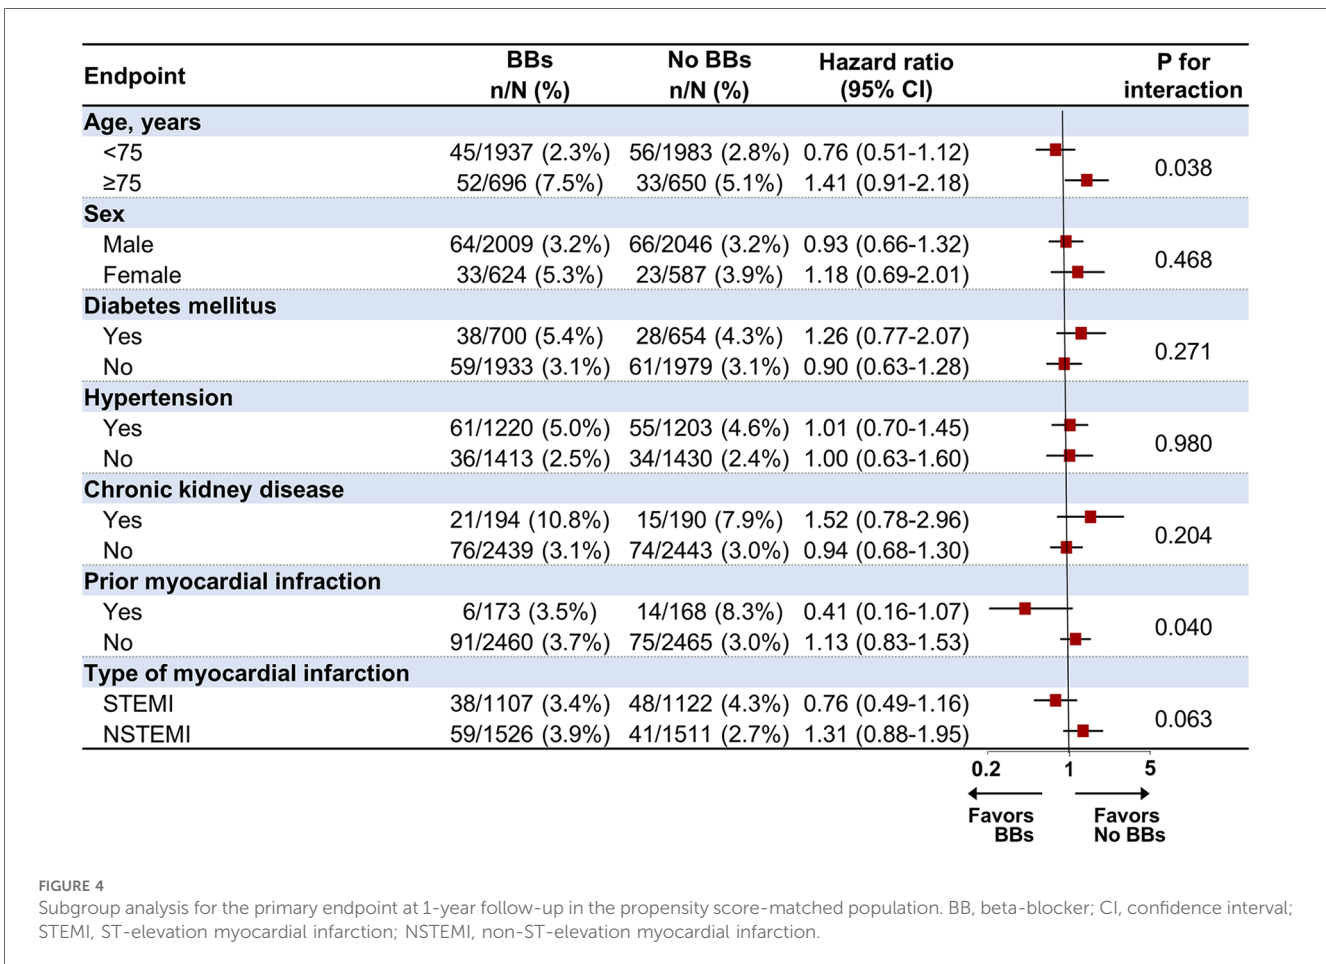 Endpoint BBs n/N (%) No BBs n/N (%) Hazard ratio (95% CI) P for interaction
Age, years
<75 45/1937 (2.3%) 56/1983 (2.8%) 0.76 (0.51-1.12)
0.038
≥75 52/696 (7.5%) 33/650 (5.1%) 1.41 (0.91-2.18)
Sex
Male 64/2009 (3.2%) 66/2046 (3.2%) 0.93 (0.66-1.32)
0.468
Female 33/624 (5.3%) 23/587 (3.9%) 1.18 (0.69-2.01)
Diabetes mellitus
Yes 38/700 (5.4%) 28/654 (4.3%) 1.26 (0.77-2.07)
0.271
No 59/1933 (3.1%) 61/1979 (3.1%) 0.90 (0.63-1.28)
Hypertension
Yes 61/1220 (5.0%) 55/1203 (4.6%) 1.01 (0.70-1.45)
0.980
No 36/1413 (2.5%) 34/1430 (2.4%) 1.00 (0.63-1.60)
Chronic kidney disease
Yes 21/194 (10.8%) 15/190 (7.9%) 1.52 (0.78-2.96)
0.204
No 76/2439 (3.1%) 74/2443 (3.0%) 0.94 (0.68-1.30)
Prior myocardial infraction
Yes 6/173 (3.5%) 14/168 (8.3%) 0.41 (0.16-1.07)
0.040
No 91/2460 (3.7%) 75/2465 (3.0%) 1.13 (0.83-1.53)
Type of myocardial infarction
STEMI 38/1107 (3.4%) 48/1122 (4.3%) 0.76 (0.49-1.16)
0.063
NSTEMI 59/1526 (3.9%) 41/1511 (2.7%) 1.31 (0.88-1.95)
0.2 1 5
Favors BBs
Favors No BBs
FIGURE 4
Subgroup analysis for the primary endpoint at 1-year follow-up in the propensity score-matched population. BB, beta-blocker; CI, confidence interval;
STEMI, ST-elevation myocardial infarction; NSTEMI, non-ST-elevation myocardial infarction.